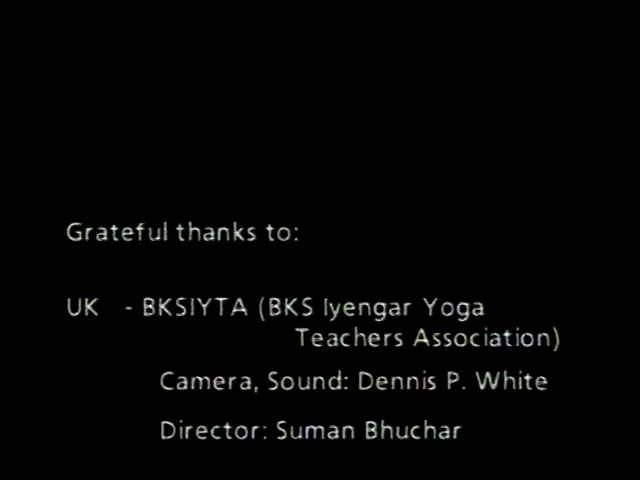 Grateful thanks to:
UK - BKSIYTA (BKS Iyengar Yoga
Teachers Association)
Camera, Sound: Dennis P. White
Director: Suman Bhuchar